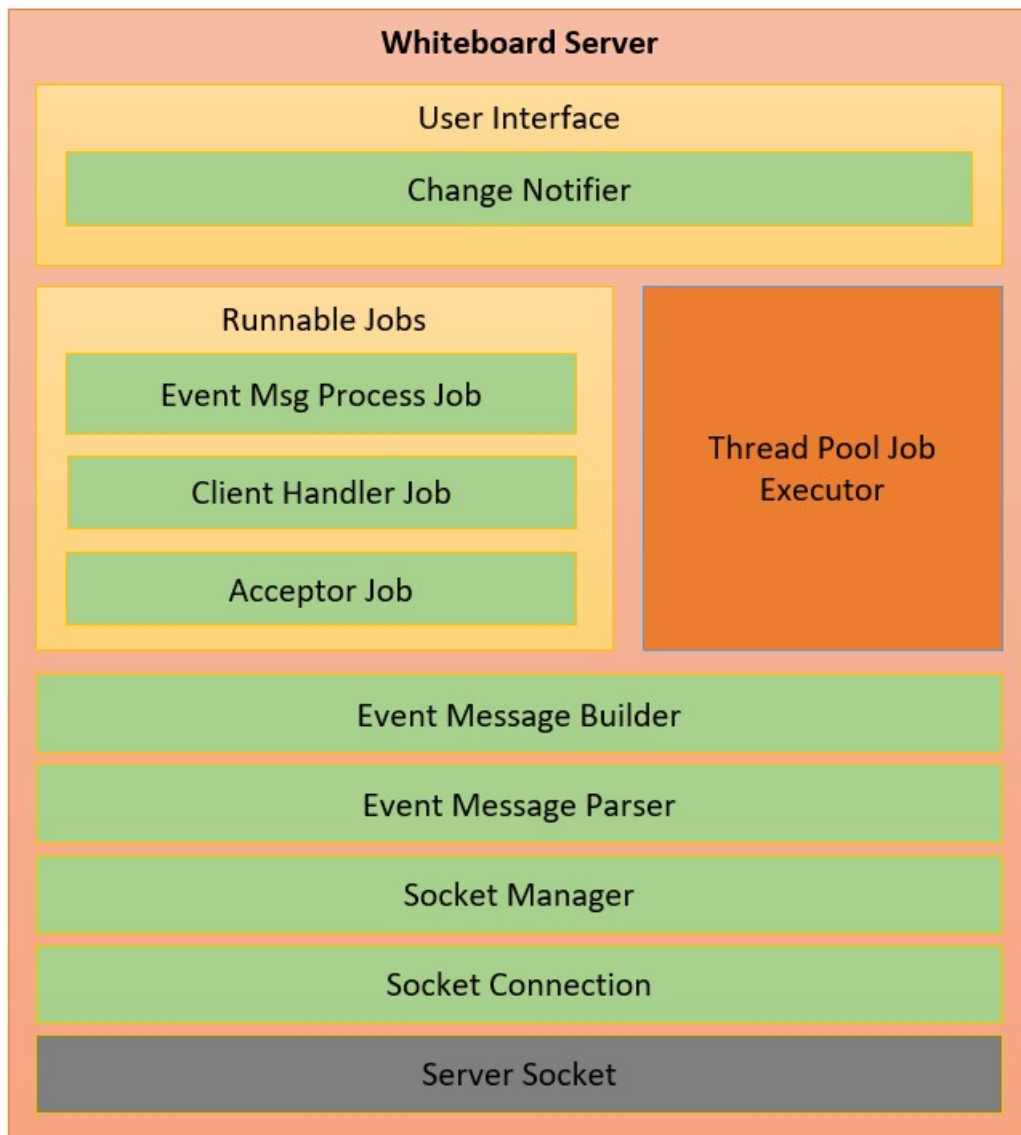 Whiteboard Server
User Interface
Change Notifier
Runnable Jobs
Event Msg Process Job
Client Handler Job
Acceptor Job
Thread Pool Job
Executor
Event Message Builder
Event Message Parser
Socket Manager
Socket Connection
Server Socket